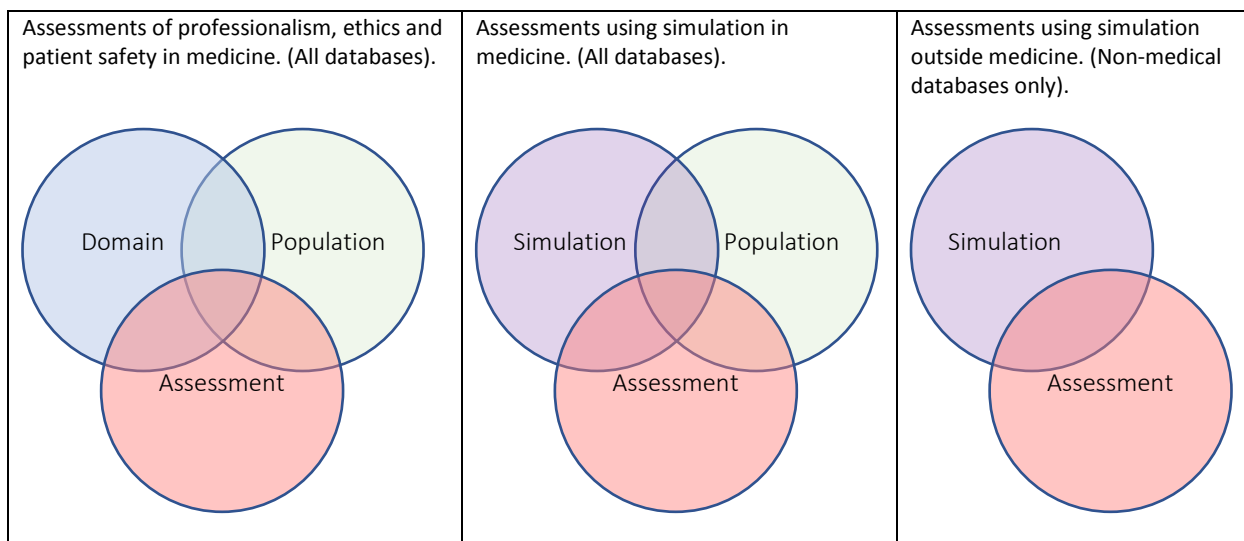 Assessments of professionalism, ethics and
patient safety in medicine. (All databases).
Domain
Population
Assessment
Assessments using simulation in
medicine. (All databases).
Simulation
Population
Assessment
Assessments using simulation
outside medicine. (Non-medical
databases only).
Simulation
Assessment